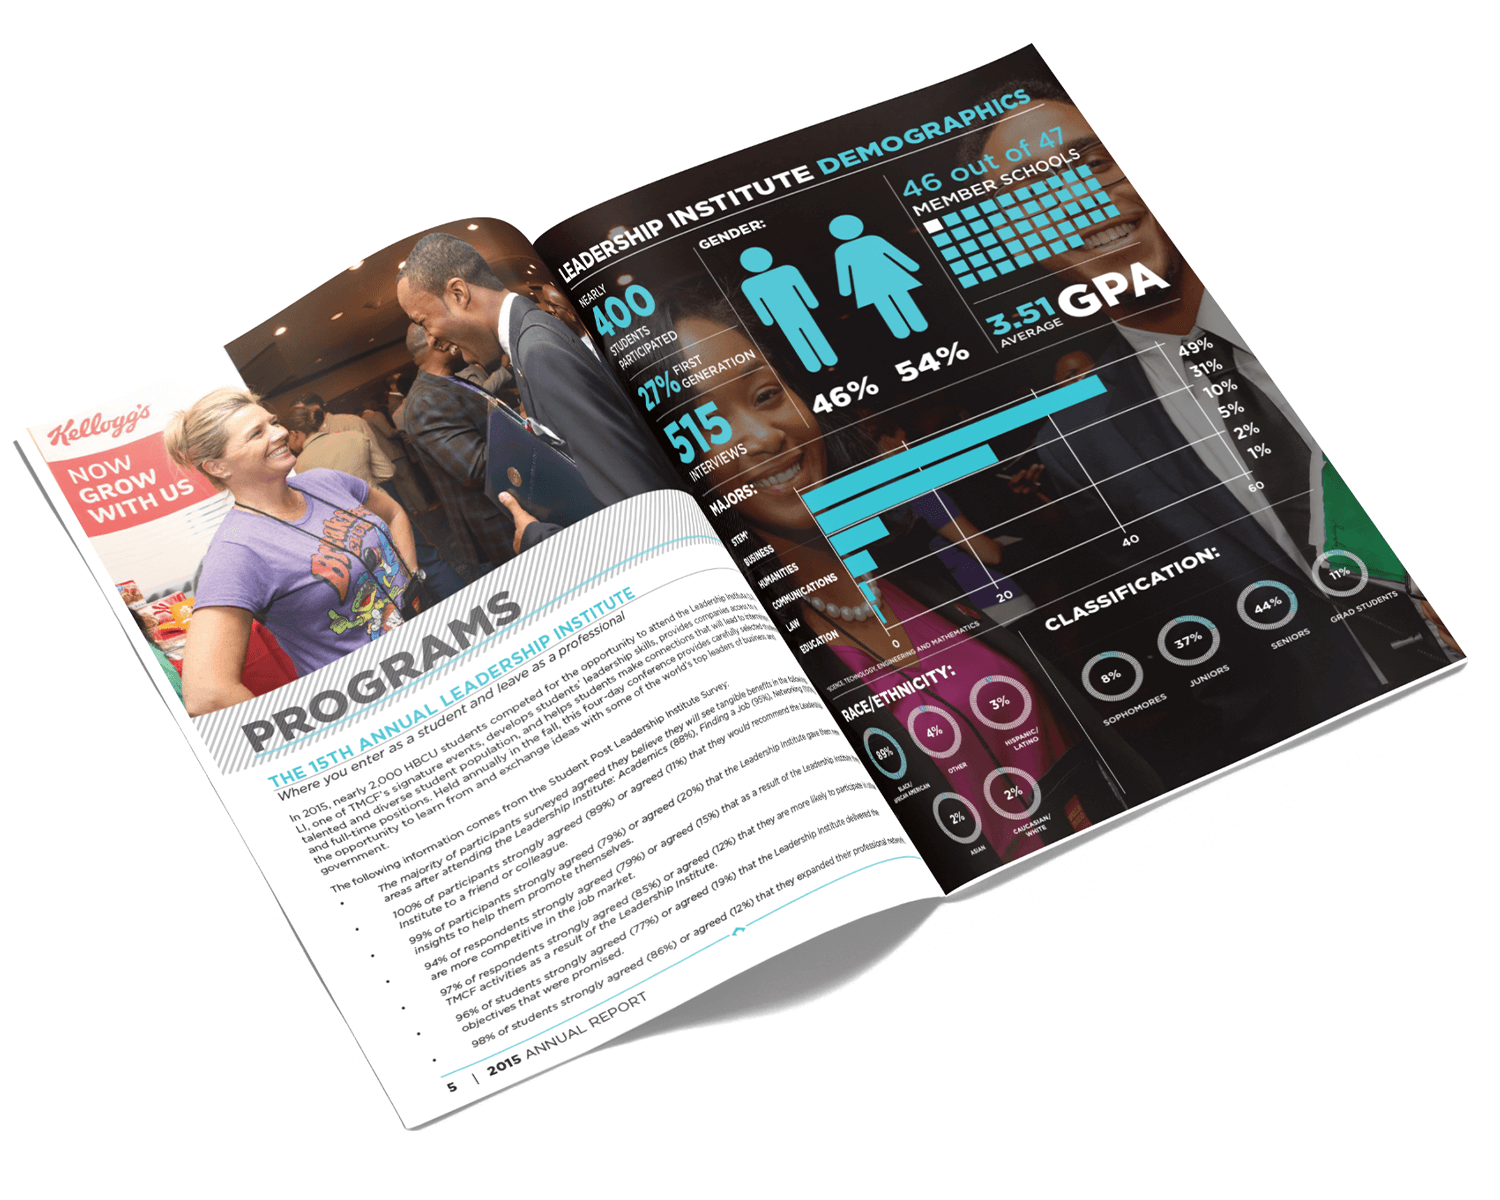 Kellogg's
NOW
GROW
WITH US
PROGRAMS
THE 15TH ANNUAL LEADERSHIP INSTITUTE
Where you enter as a student and leave as a professional
In 2015, nearly 2,000 HBCU students competed for the opportunity to attend the Leadership Institute
LI, one of TMCF's signature events, develops students' leadership skills, provides companies access to
talented and diverse student population, and helps students make connections that will lead to
and full-time positions. Held annually in the fall, this four-day conference provides carefully selected
the opportunity to learn from and exchange ideas with some of the world's top leaders of business and
government.
The following information comes from the Student Post Leadership Institute Survey:
• The majority of participants surveyed agreed they believe they will see tangible benefits in the following
areas after attending the Leadership Institute: Academics (88%), Finding a Job (95%), Networking
• 100% of participants strongly agreed (89%) or agreed (11%) that they would recommend the Leadership
Institute to a friend or colleague.
• 99% of participants strongly agreed (79%) or agreed (20%) that the Leadership Institute gave them
insights to help them promote themselves.
• 94% of respondents strongly agreed (79%) or agreed (15%) that as a result of the Leadership Institute
are more competitive in the job market.
• 97% of respondents strongly agreed (85%) or agreed (12%) that they are more likely to participate in
TMCF activities as a result of the Leadership Institute.
• 96% of students strongly agreed (77%) or agreed (19%) that the Leadership Institute delivered the
objectives that were promised.
• 98% of students strongly agreed (86%) or agreed (12%) that they expanded their professional network.
5 | 2015 ANNUAL REPORT
LEADERSHIP INSTITUTE DEMOGRAPHICS
NEARLY
400
STUDENTS
PARTICIPATED
27% FIRST
GENERATION
515
INTERVIEWS
GENDER:
46% 54%
46 out of 47
MEMBER SCHOOLS
3.51
AVERAGE
GPA
MAJORS:
STEM*
BUSINESS
HUMANITIES
COMMUNICATIONS
LAW
EDUCATION
49%
31%
10%
5%
2%
1%
0
20
40
60
SCIENCE, TECHNOLOGY, ENGINEERING AND MATHEMATICS
RACE/ETHNICITY:
89%
BLACK/
AFRICAN AMERICAN
4%
OTHER
3%
HISPANIC/
LATINO
2%
ASIAN
2%
CAUCASIAN/
WHITE
CLASSIFICATION:
8%
SOPHOMORES
37%
JUNIORS
44%
SENIORS
11%
GRAD STUDENTS